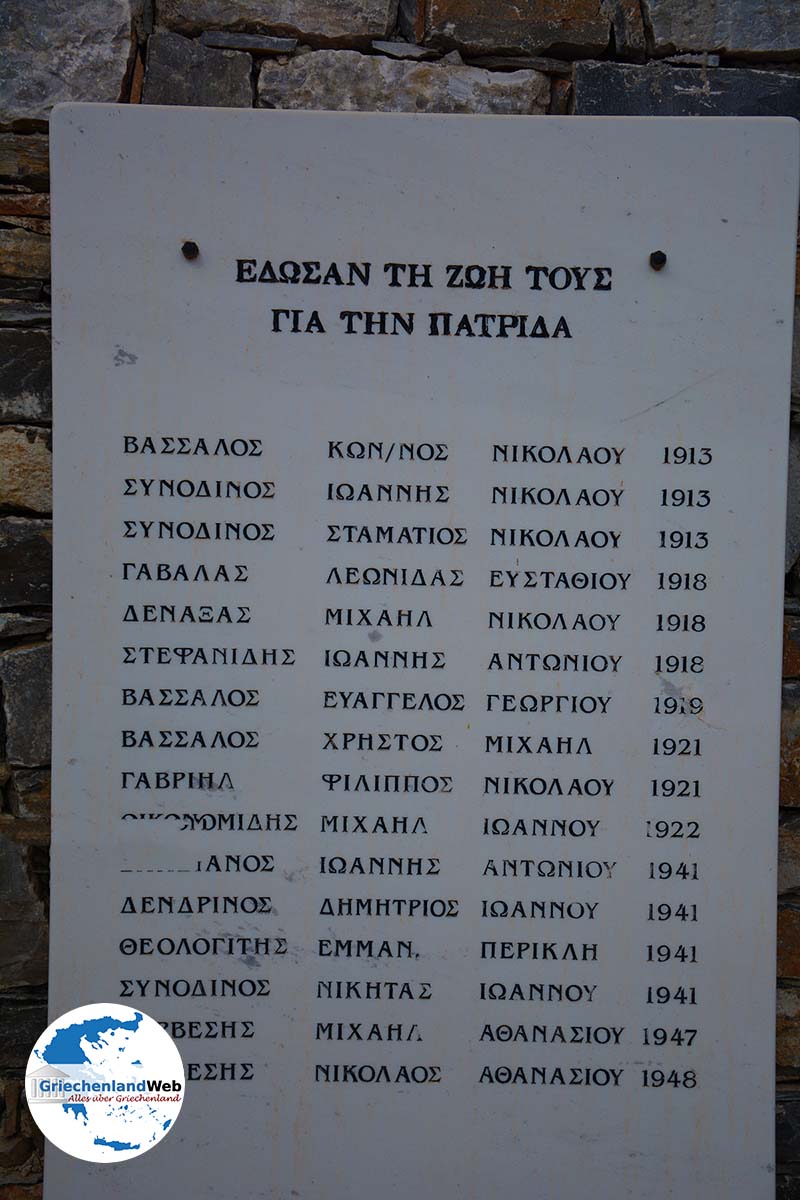 ΕΔΩΣΑΝ ΤΗ ΖΩΗ ΤΟΥΣ
ΓΙΑ ΤΗΝ ΠΑΤΡΙΔΑ
ΒΑΣΣΑΛΟΣ ΚΩΝ/ΝΟΣ ΝΙΚΟΛΑΟΥ 1913
ΣΥΝΟΔΙΝΟΣ ΙΩΑΝΝΗΣ ΝΙΚΟΛΑΟΥ 1913
ΣΥΝΟΔΙΝΟΣ ΣΤΑΜΑΤΙΟΣ ΝΙΚΟΛΑΟΥ 1913
ΓΑΒΑΛΑΣ ΛΕΩΝΙΔΑΣ ΕΥΣΤΑΘΙΟΥ 1918
ΔΕΝΑΞΑΣ ΜΙΧΑΗΛ ΝΙΚΟΛΑΟΥ 1918
ΣΤΕΦΑΝΙΔΗΣ ΙΩΑΝΝΗΣ ΑΝΤΩΝΙΟΥ 1918
ΒΑΣΣΑΛΟΣ ΕΥΑΓΓΕΛΟΣ ΓΕΩΡΓΙΟΥ 1919
ΒΑΣΣΑΛΟΣ ΧΡΗΣΤΟΣ ΜΙΧΑΗΛ 1921
ΓΑΒΡΙΗΛ ΦΙΛΙΠΠΟΣ ΝΙΚΟΛΑΟΥ 1921
ΟΙΚΟΝΟΜΙΔΗΣ ΜΙΧΑΗΛ ΙΩΑΝΝΟΥ 1922
ΙΩΑΝΝΗΣ ΑΝΤΩΝΙΟΥ 1941
ΔΕΝΔΡΙΝΟΣ ΔΗΜΗΤΡΙΟΣ ΙΩΑΝΝΟΥ 1941
ΘΕΟΛΟΓΙΤΗΣ ΕΜΜΑΝ. ΠΕΡΙΚΛΗ 1941
ΣΥΝΟΔΙΝΟΣ ΝΙΚΗΤΑΣ ΙΩΑΝΝΟΥ 1941
ΜΙΧΑΗΛ ΑΘΑΝΑΣΙΟΥ 1947
ΝΙΚΟΛΑΟΣ ΑΘΑΝΑΣΙΟΥ 1948
GriechenlandWeb
Alles über Griechenland